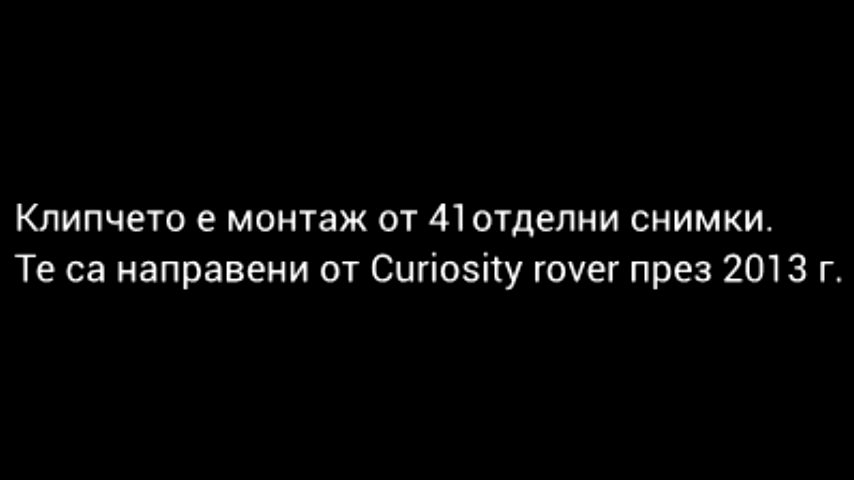 Клипчето е монтаж от 41отделни снимки.
Те са направени от Curiosity rover през 2013 г.